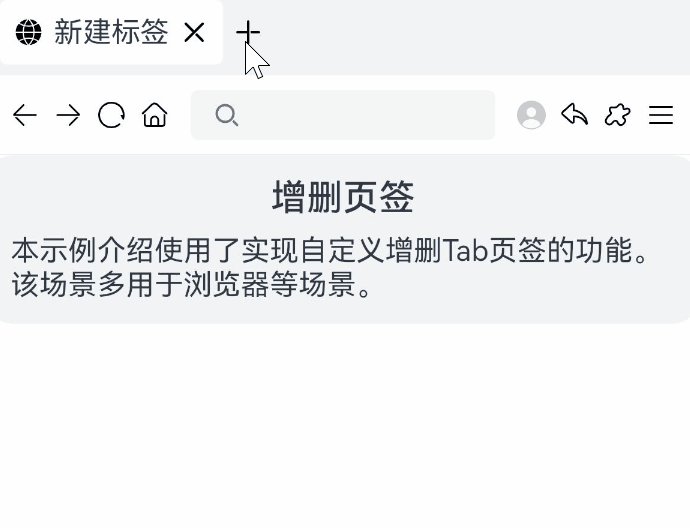 新建标签
增删页签
本示例介绍使用了实现自定义增删Tab页签的功能。
该场景多用于浏览器等场景。